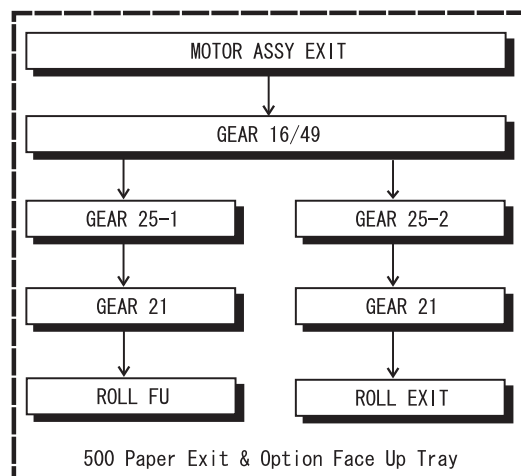 MOTOR ASSY EXIT
GEAR 16/49
GEAR 25-1
GEAR 25-2
GEAR 21
GEAR 21
ROLL FU
ROLL EXIT
500 Paper Exit & Option Face Up Tray